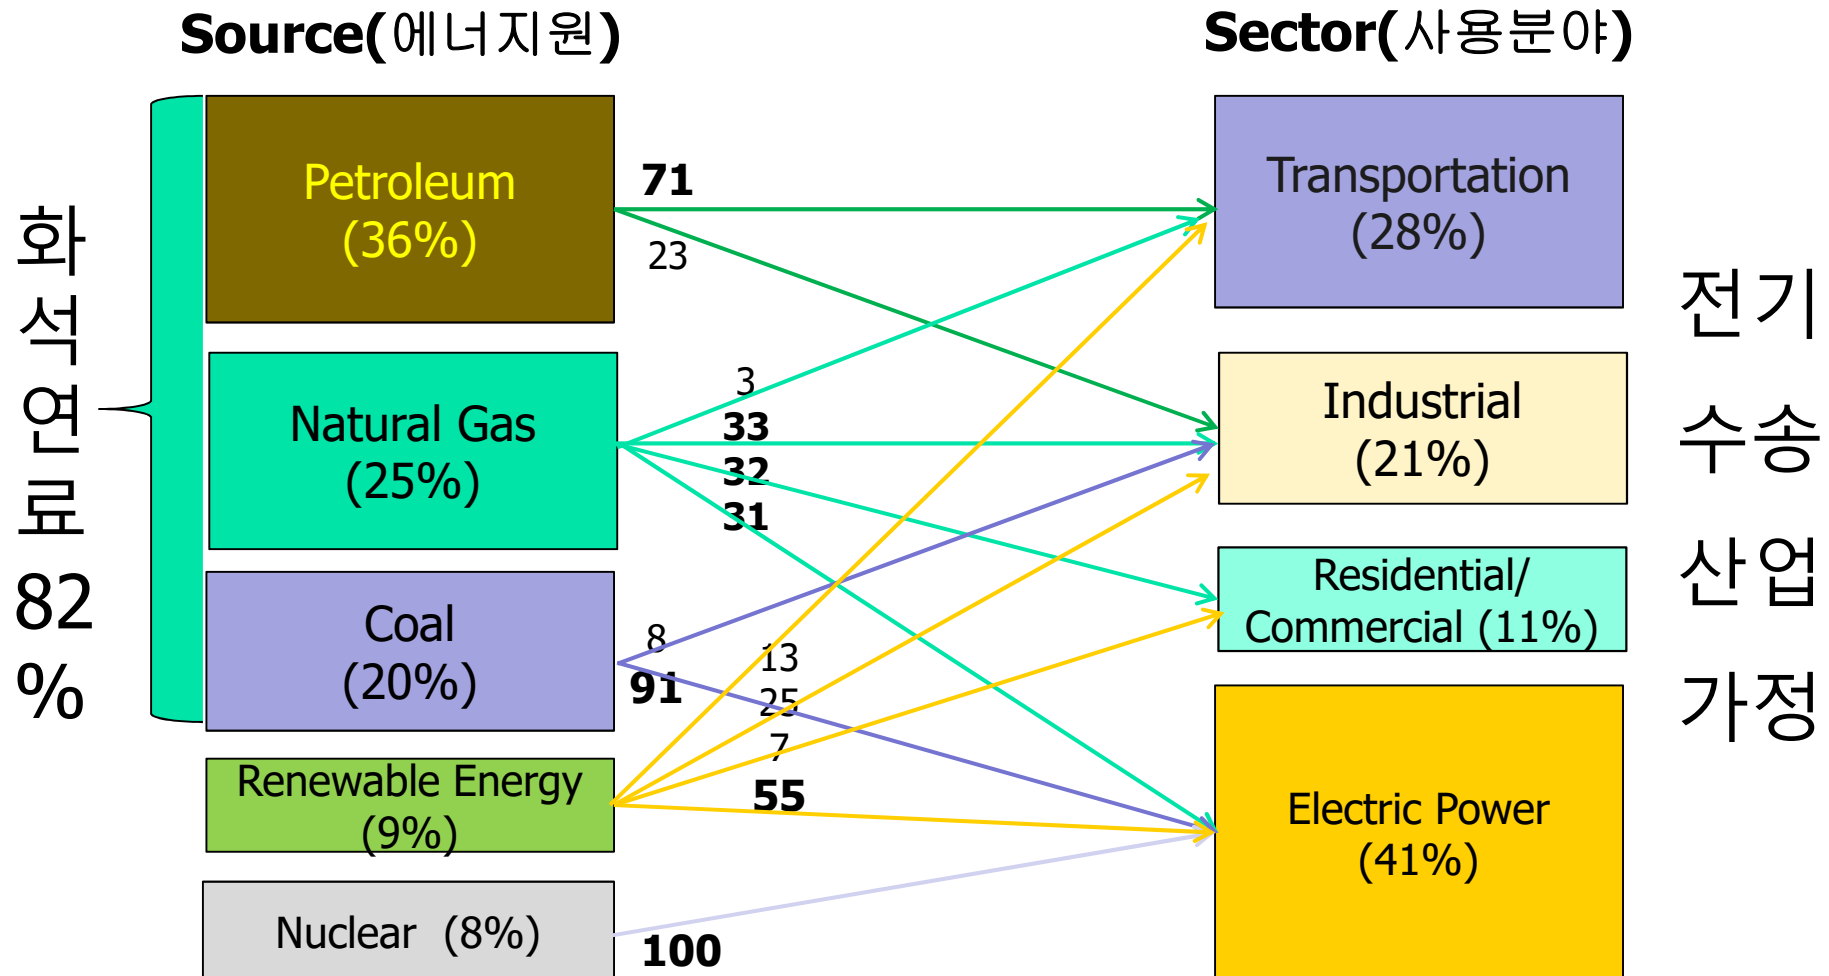 Source(에너지원)
Sector(사용분야)
화
석
연
료
82
%
Petroleum
(36%)
Natural Gas
(25%)
Coal
(20%)
Renewable Energy
(9%)
Nuclear (8%)
71
23
3
33
32
31
8
91
13
25
7
55
100
Transportation
(28%)
Industrial
(21%)
Residential/
Commercial (11%)
Electric Power
(41%)
전기
수송
산업
가정